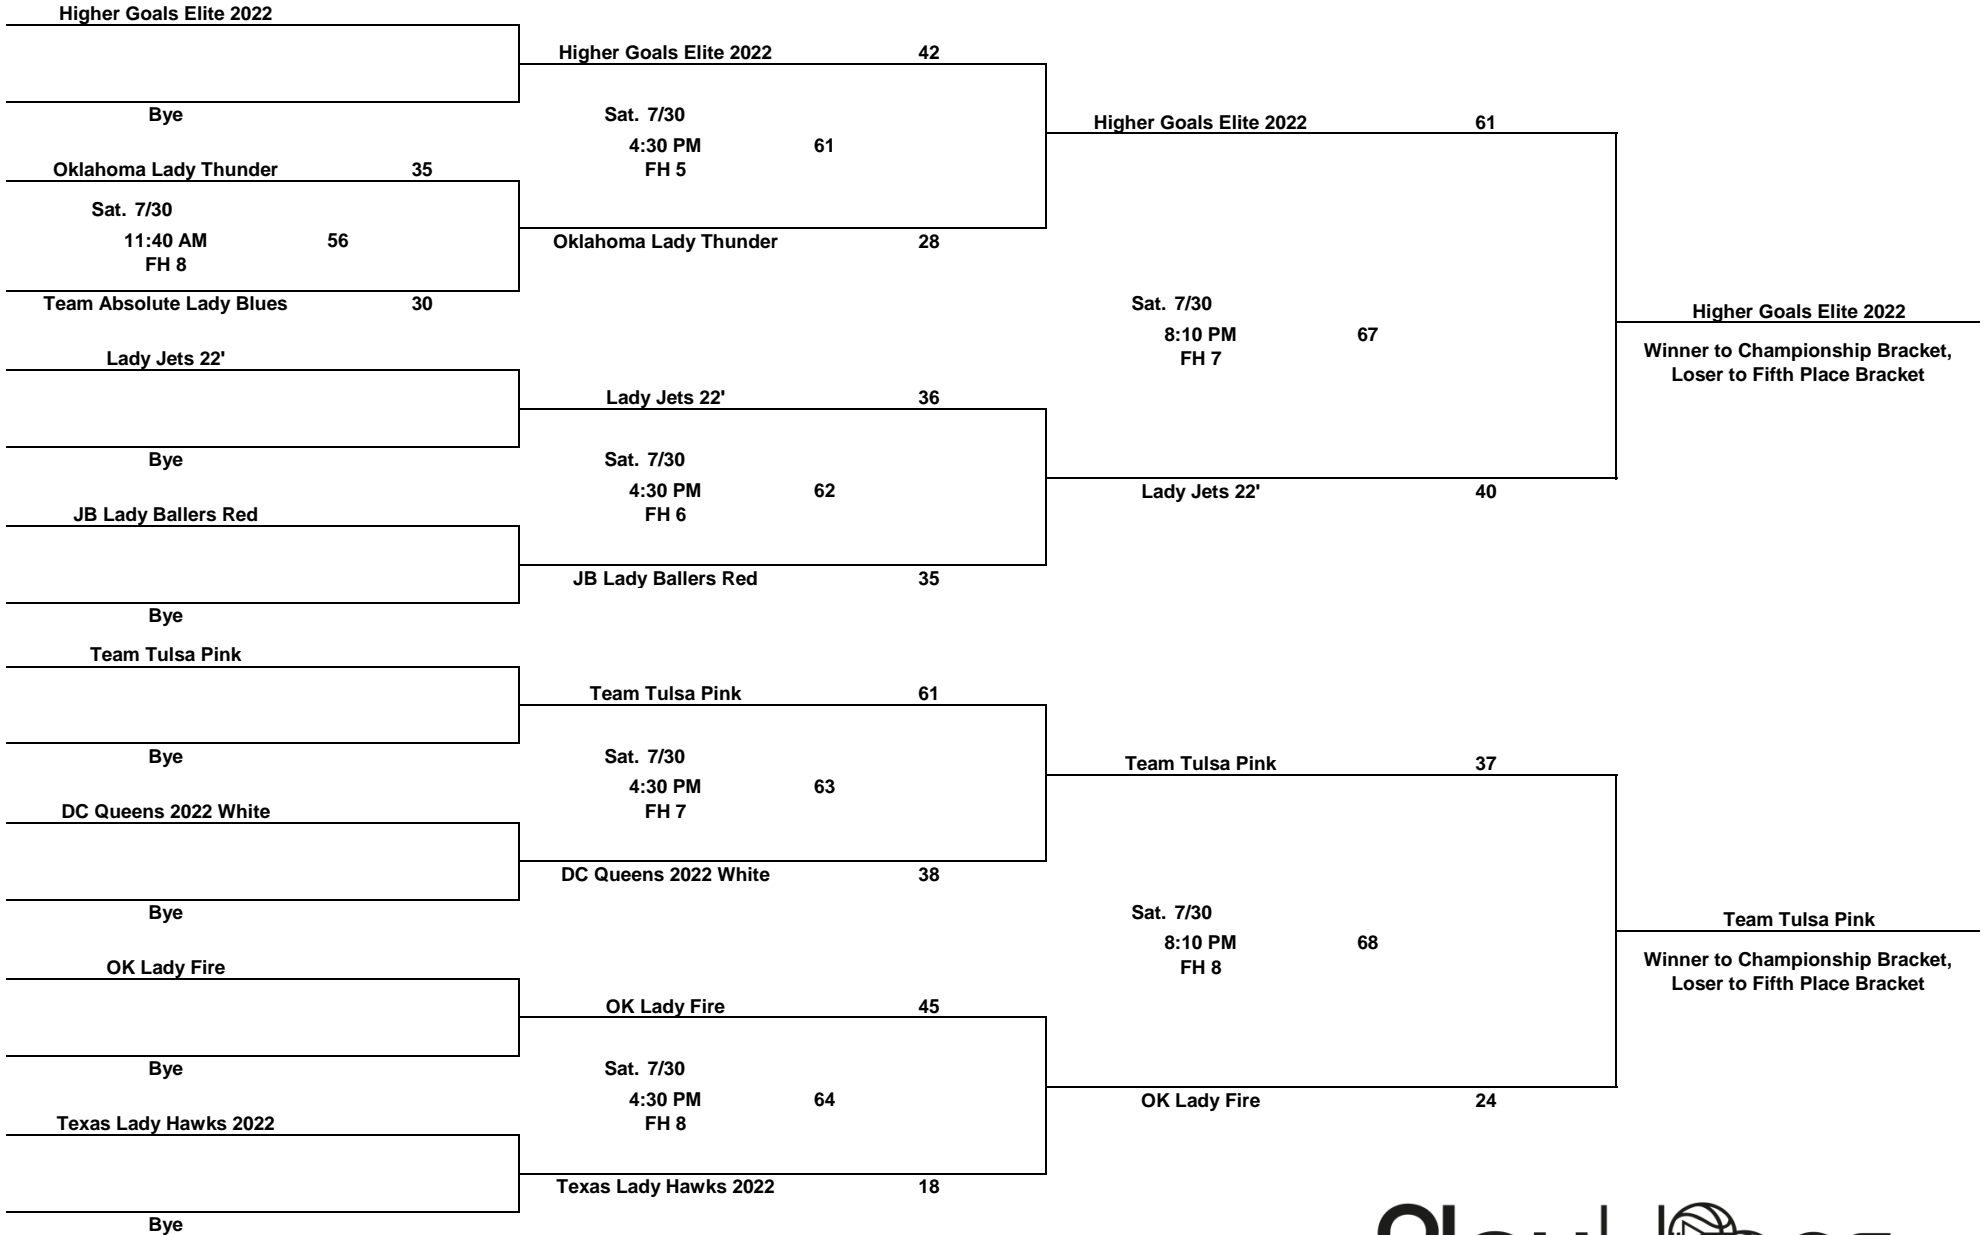 Higher Goals Elite 2022
Bye
Oklahoma Lady Thunder 35
Sat. 7/30
11:40 AM 56
FH 8
Team Absolute Lady Blues 30
Lady Jets 22'
Bye
JB Lady Ballers Red
Bye
Team Tulsa Pink
Bye
DC Queens 2022 White
Bye
OK Lady Fire
Bye
Texas Lady Hawks 2022
Bye
Higher Goals Elite 2022 42
Sat. 7/30
4:30 PM 61
FH 5
Oklahoma Lady Thunder 28
Lady Jets 22' 36
Sat. 7/30
4:30 PM 62
FH 6
JB Lady Ballers Red 35
Team Tulsa Pink 61
Sat. 7/30
4:30 PM 63
FH 7
DC Queens 2022 White 38
OK Lady Fire 45
Sat. 7/30
4:30 PM 64
FH 8
Texas Lady Hawks 2022 18
Higher Goals Elite 2022 61
Sat. 7/30
8:10 PM 67
FH 7
Lady Jets 22' 40
Team Tulsa Pink 37
Sat. 7/30
8:10 PM 68
FH 8
OK Lady Fire 24
Higher Goals Elite 2022
Winner to Championship Bracket,
Loser to Fifth Place Bracket
Team Tulsa Pink
Winner to Championship Bracket,
Loser to Fifth Place Bracket